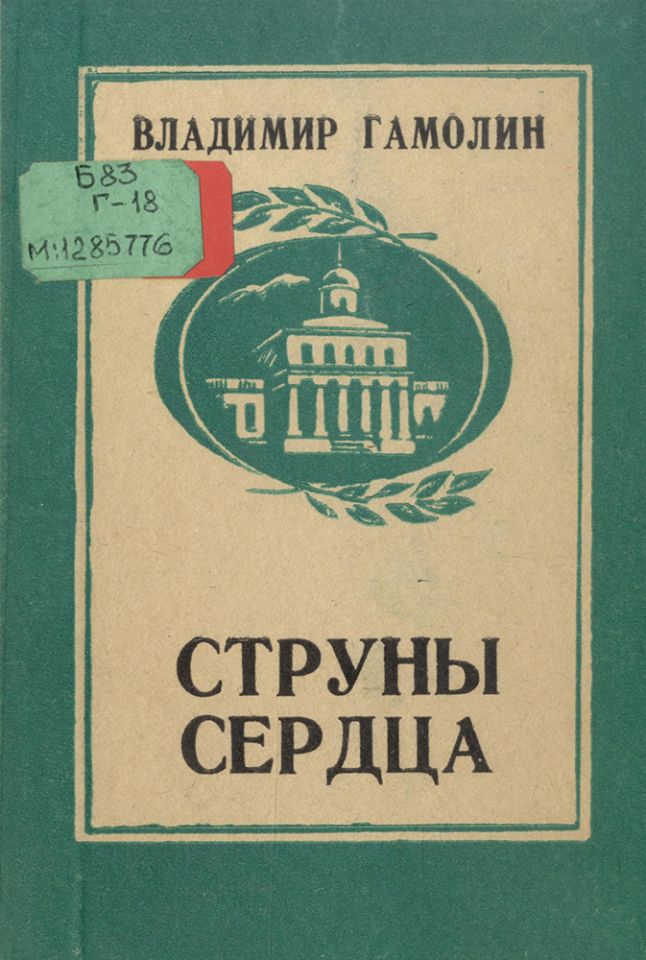 ВЛАДИМИР ГАМОЛИН
Б83
Г-18
М:1285776
СТРУНЫ
СЕРДЦА